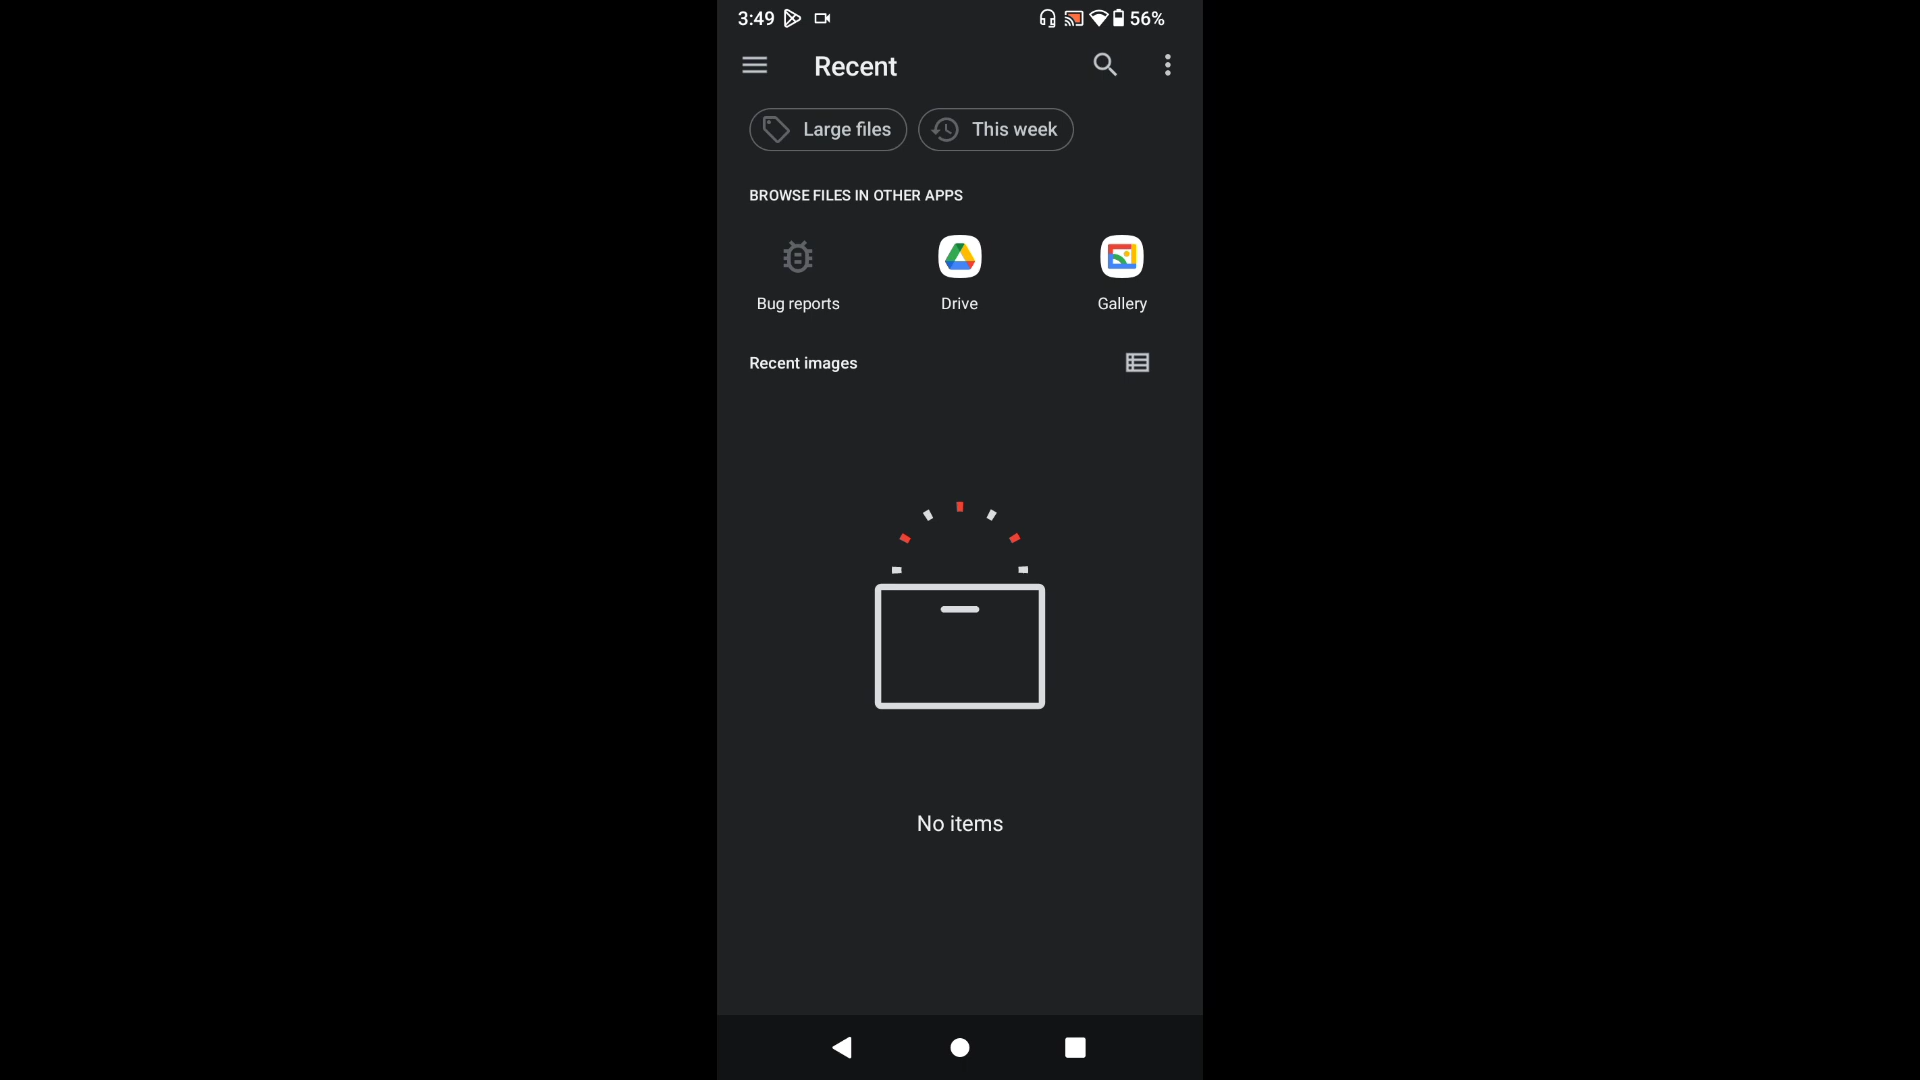 3:49 56%
Recent
Large files This week
BROWSE FILES IN OTHER APPS
Bug reports Drive Gallery
Recent images
No items